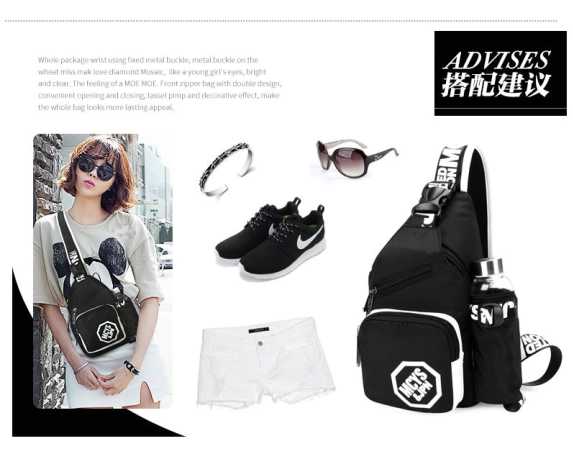 Whole package wrist using fixed metal buckle, metal buckle on the
wheel miss mak love diamond Mosaic, like a young girl's eyes, bright
and clear. The feeling of a MOE MOE. Front zipper bag with double design,
convenient opening and closing, tassel pimp and decorative effect, make
the whole bag looks more lasting appeal.
ADVISES
搭配建议
MCYS